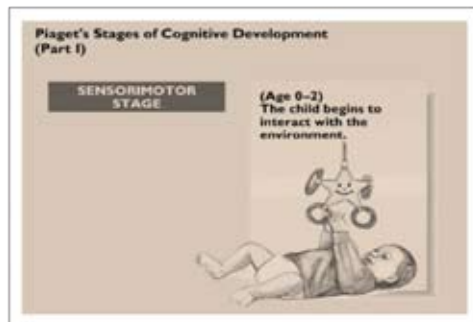 Piaget's Stages of Cognitive Development
(Part I)
SENSORIMOTOR
STAGE
(Age 0–2)
The child begins to
interact with the
environment.